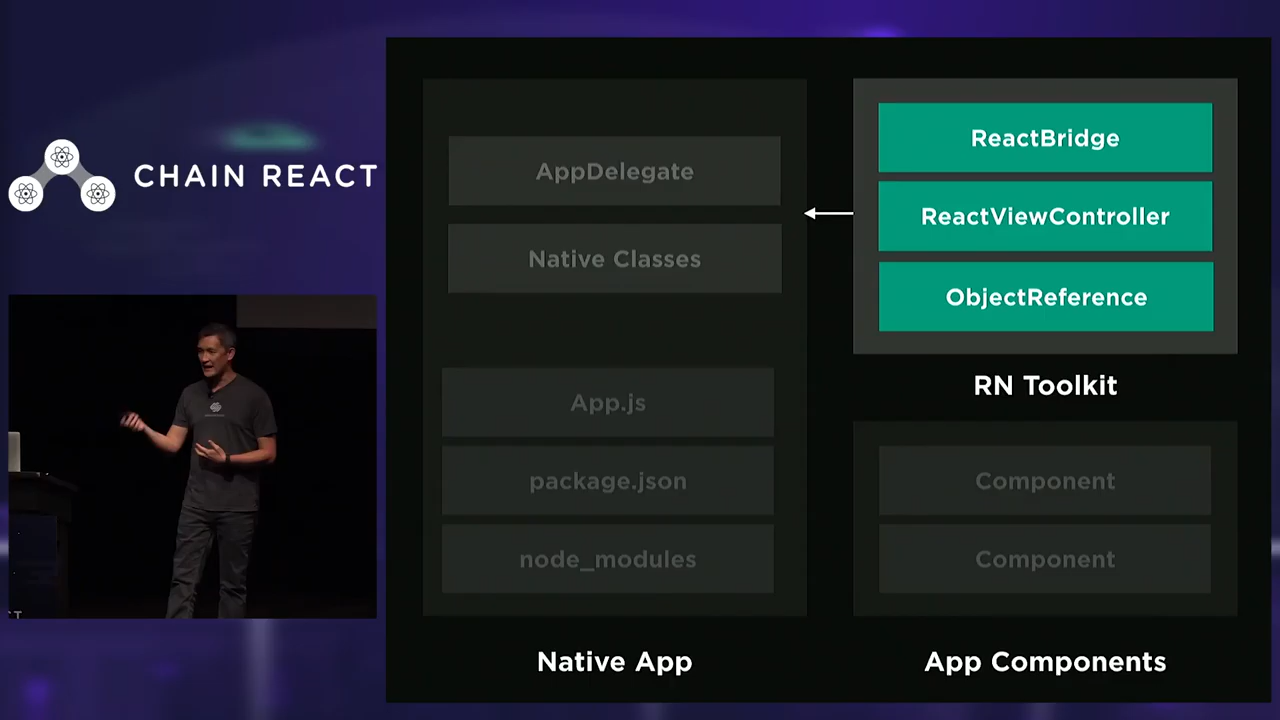 CHAIN REACT
AppDelegate
Native Classes
App.js
package.json
node_modules
Native App
ReactBridge
ReactViewController
ObjectReference
RN Toolkit
Component
Component
App Components
CT